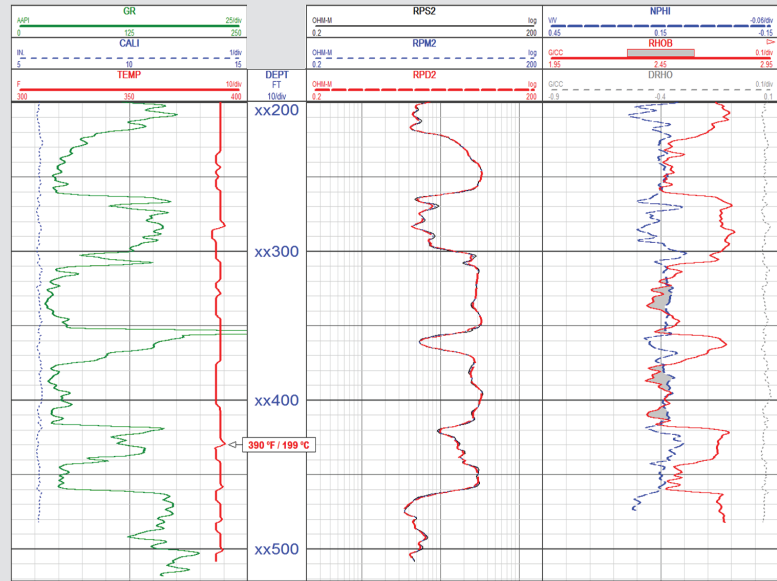 GR
AAPI 25/div
0 125 250
CALI
IN. 1/div
5 10 15
TEMP
F 10/div
300 350 400
DEPT
FT
10/div
RPS2
OHM-M log
0.2 200
RPM2
OHM-M log
0.2 200
RPD2
OHM-M log
0.2 200
NPHI
V/V -0.06/div
0.45 0.15 -0.15
RHOB
G/CC 0.1/div
1.95 2.45 2.95
DRHO
G/CC 0.1/div
-0.9 -0.4 0.1
xx200
xx300
xx400
390 °F / 199 °C
xx500